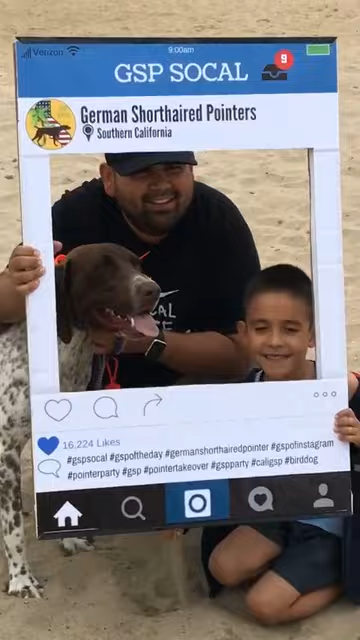 Verizon 9:00am
GSP SOCAL 9
German Shorthaired Pointers
Southern California
16,224 Likes
#gspsocal #gspoftheday #germanshorthairedpointer #gspofinstagram
#pointerparty #gsp #pointertakeover #gspparty #caligsp #birddog